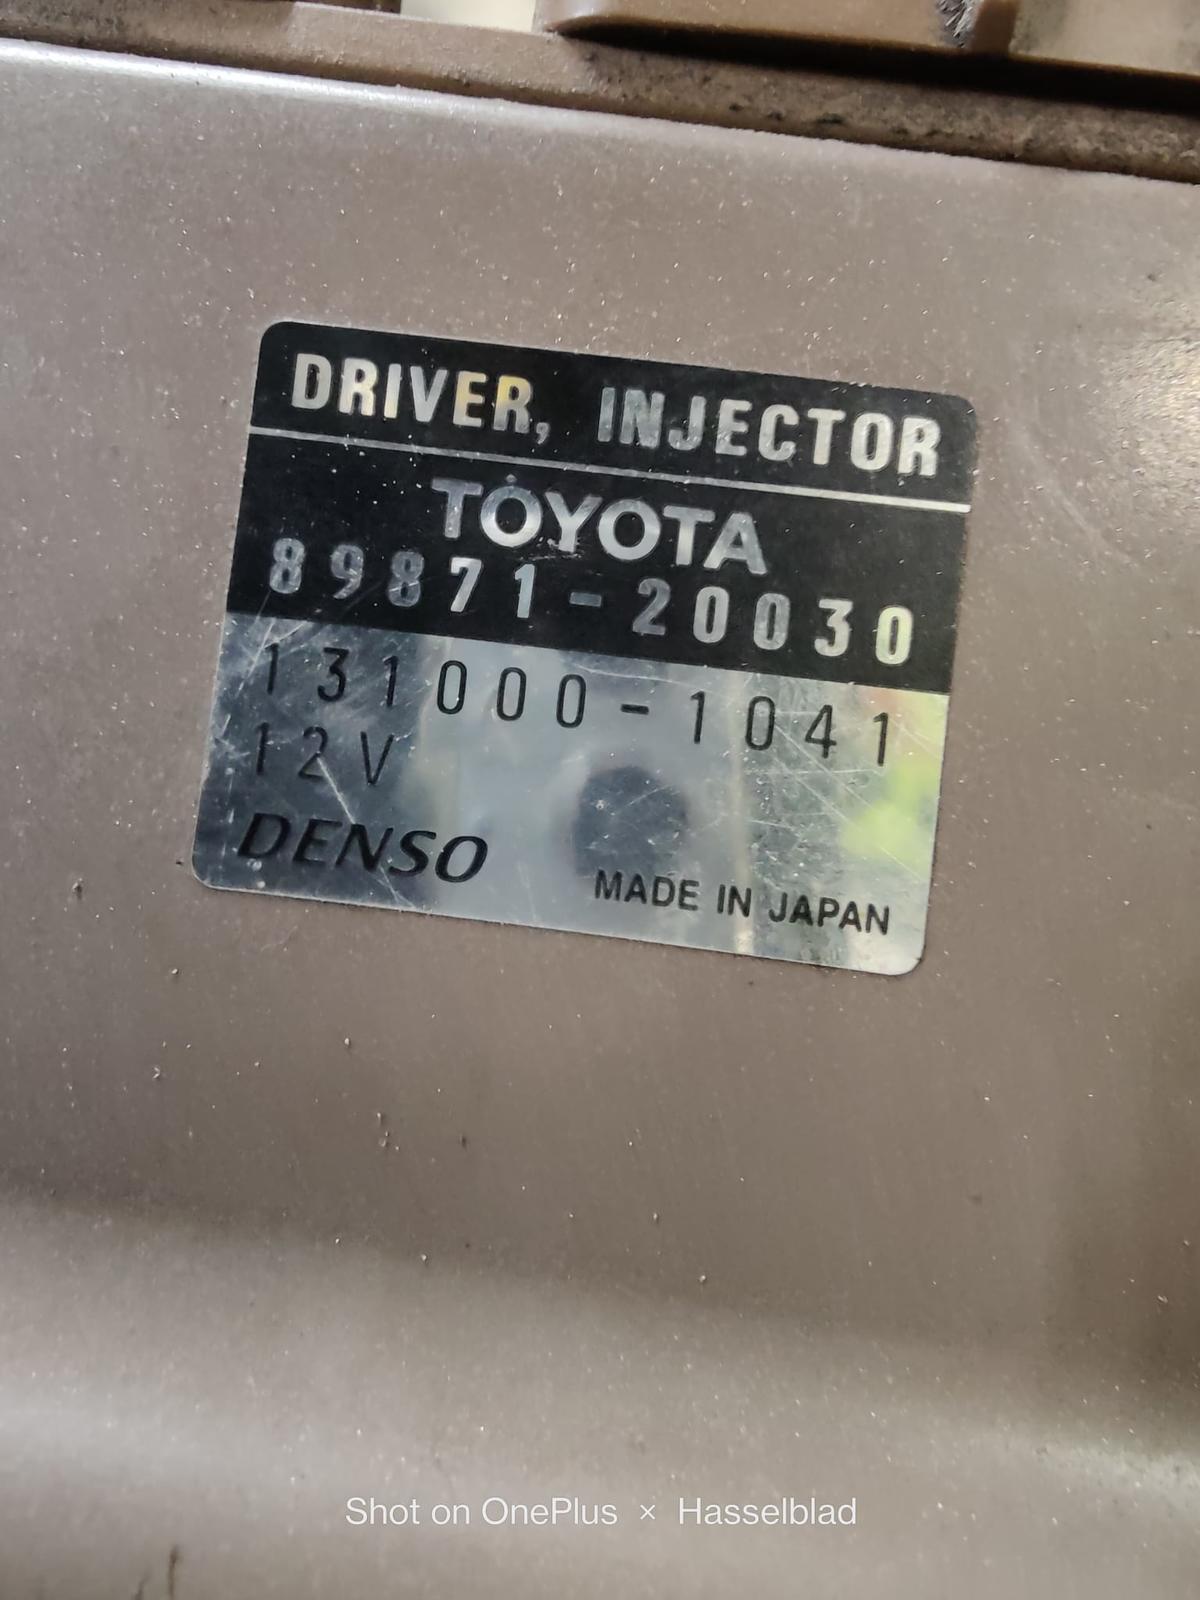 DRIVER, INJECTOR
TOYOTA
89871-20030
131000-1041
12V
DENSO
MADE IN JAPAN
Shot on OnePlus × Hasselblad